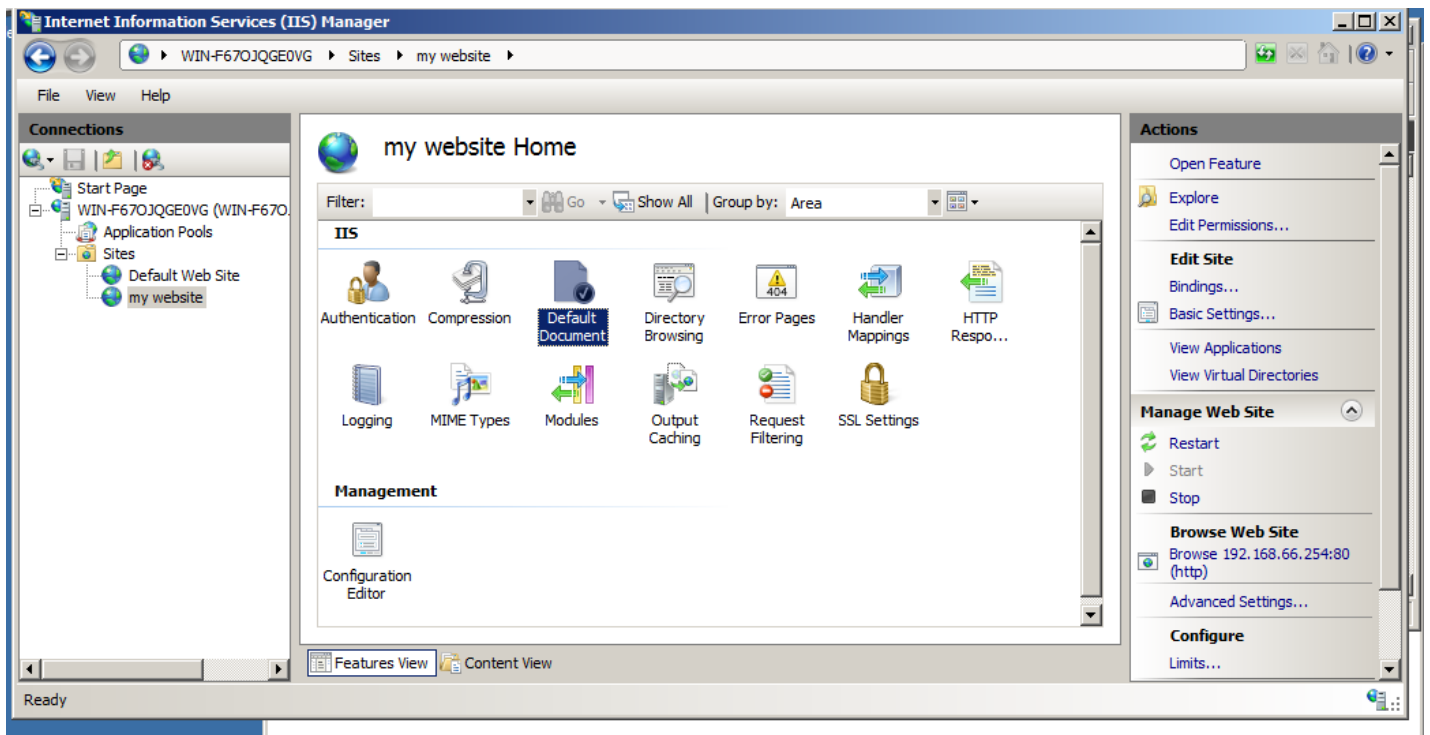 Internet Information Services (IIS) Manager
WIN-F67OJQGE0VG Sites my website
File View Help
Connections
Start Page
WIN-F67OJQGE0VG (WIN-F67O
Application Pools
Sites
Default Web Site
my website
my website Home
Filter: Go Show All Group by: Area
IIS
Authentication
Compression
Default
Document
Directory
Browsing
Error Pages
404
Handler
Mappings
HTTP
Respo...
Logging
MIME Types
Modules
Output
Caching
Request
Filtering
SSL Settings
Management
Configuration
Editor
Features View Content View
Actions
Open Feature
Explore
Edit Permissions...
Edit Site
Bindings...
Basic Settings...
View Applications
View Virtual Directories
Manage Web Site
Restart
Start
Stop
Browse Web Site
Browse 192.168.66.254:80
(http)
Advanced Settings...
Configure
Limits...
Ready